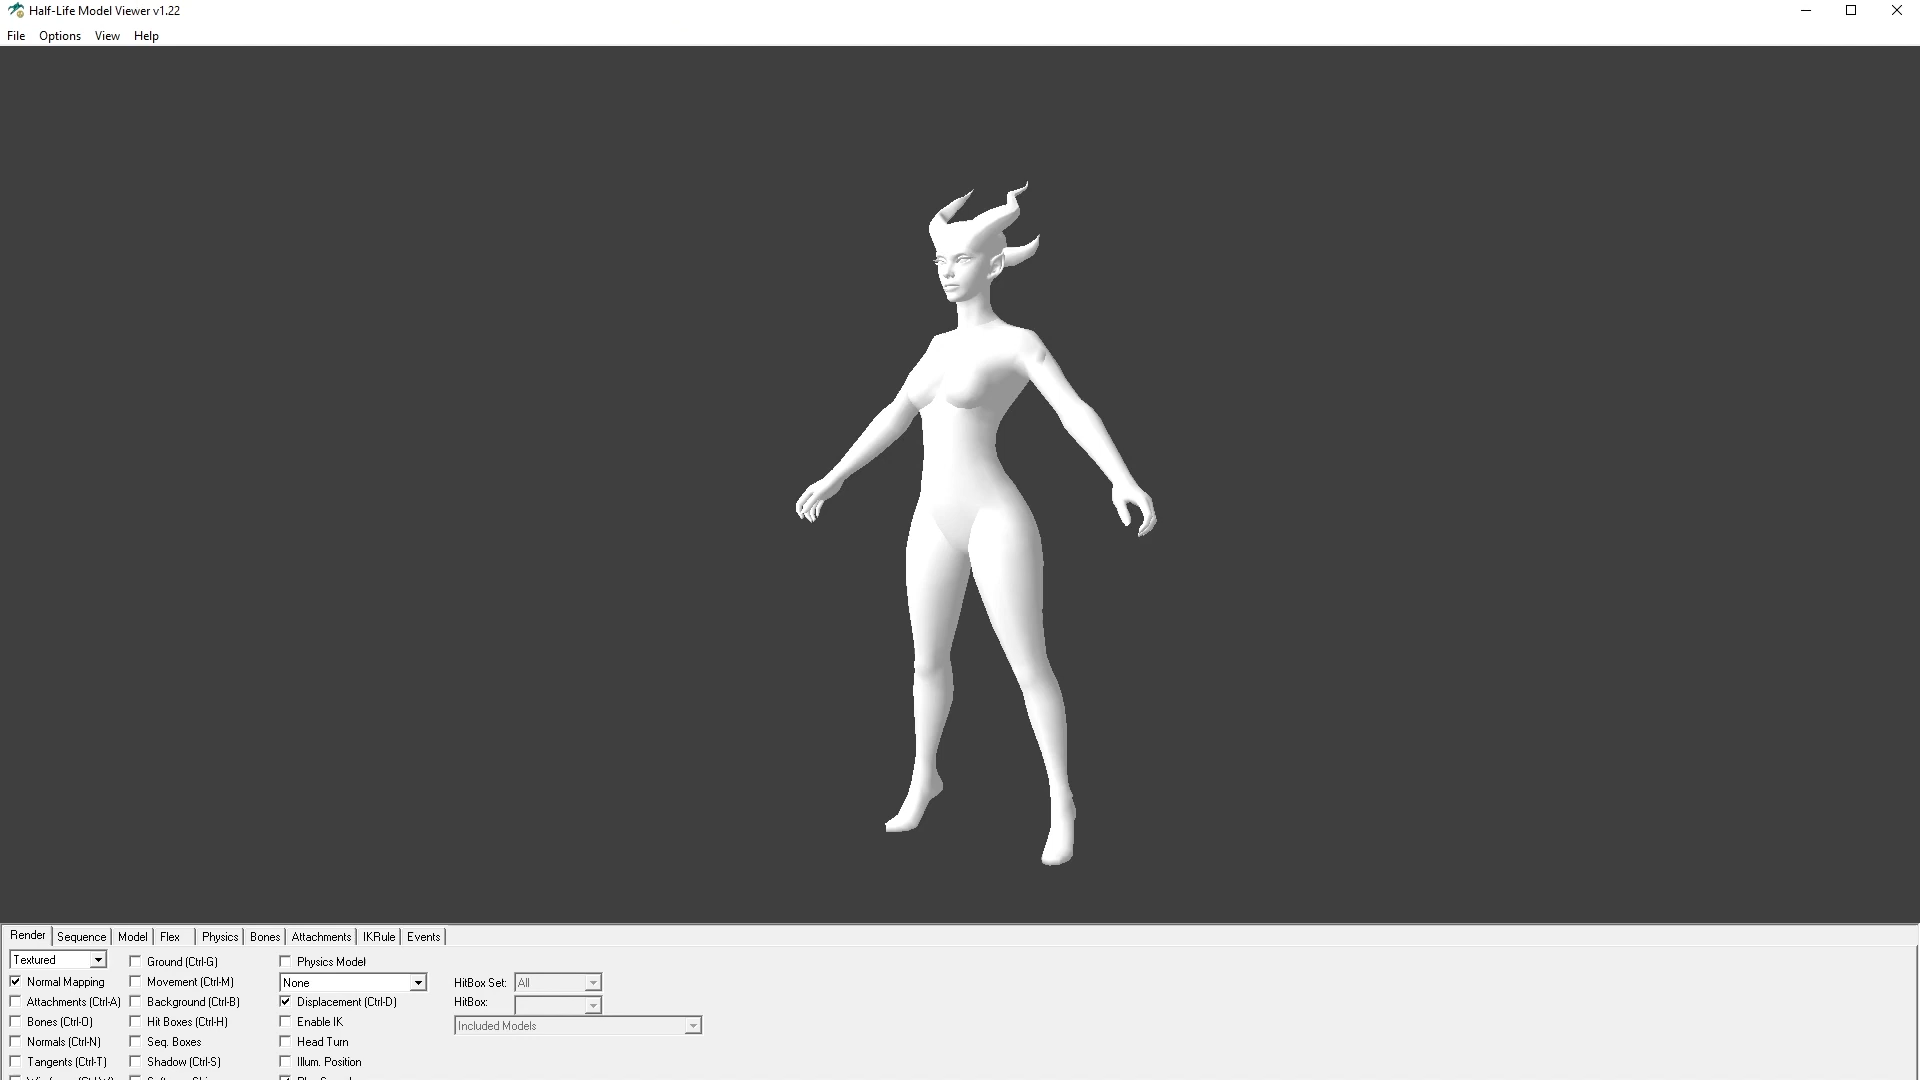 Half-Life Model Viewer v1.22
File Options View Help
Render Sequence Model Flex Physics Bones Attachments IKRule Events
Textured Ground (Ctrl-G) Physics Model
Normal Mapping Movement (Ctrl-M) None HitBox Set: All
Attachments (Ctrl-A) Background (Ctrl-B) Displacement (Ctrl-D) HitBox:
Bones (Ctrl-O) Hit Boxes (Ctrl-H) Enable IK Included Models
Normals (Ctrl-N) Seq. Boxes Head Turn
Tangents (Ctrl-T) Shadow (Ctrl-S) Illum. Position